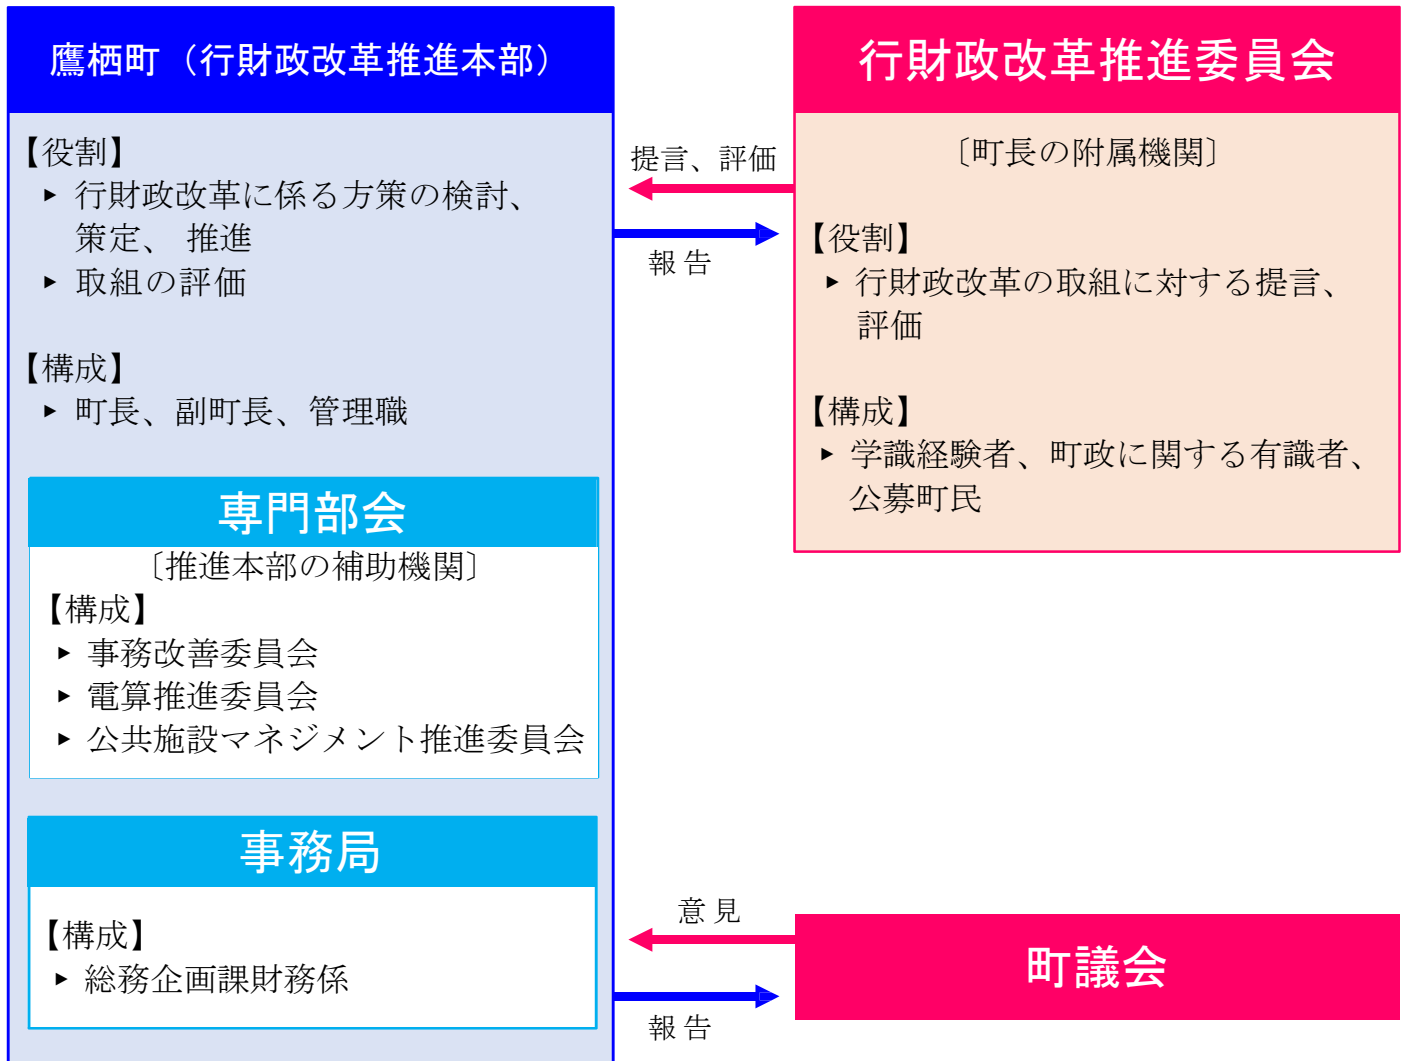 鷹栖町（行財政改革推進本部）
【役割】
▶ 行財政改革に係る方策の検討、
策定、 推進
▶ 取組の評価
【構成】
▶ 町長、副町長、管理職
専門部会
〔推進本部の補助機関〕
【構成】
▶ 事務改善委員会
▶ 電算推進委員会
▶ 公共施設マネジメント推進委員会
事務局
【構成】
▶ 総務企画課財務係
提言、評価
報 告
意 見
報 告
行財政改革推進委員会
〔町長の附属機関〕
【役割】
▶ 行財政改革の取組に対する提言、
評価
【構成】
▶ 学識経験者、町政に関する有識者、
公募町民
町議会